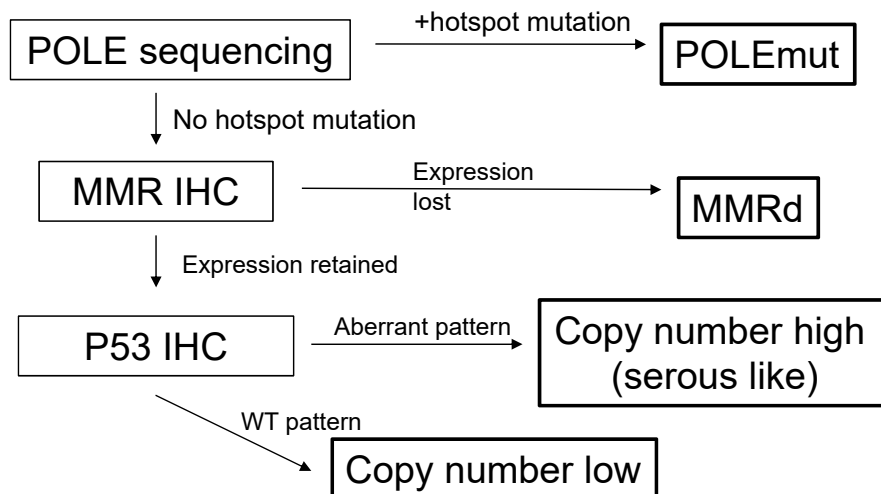 POLE sequencing
+hotspot mutation
POLEmut
No hotspot mutation
MMR IHC
Expression
lost
MMRd
Expression retained
P53 IHC
Aberrant pattern
Copy number high
(serous like)
WT pattern
Copy number low